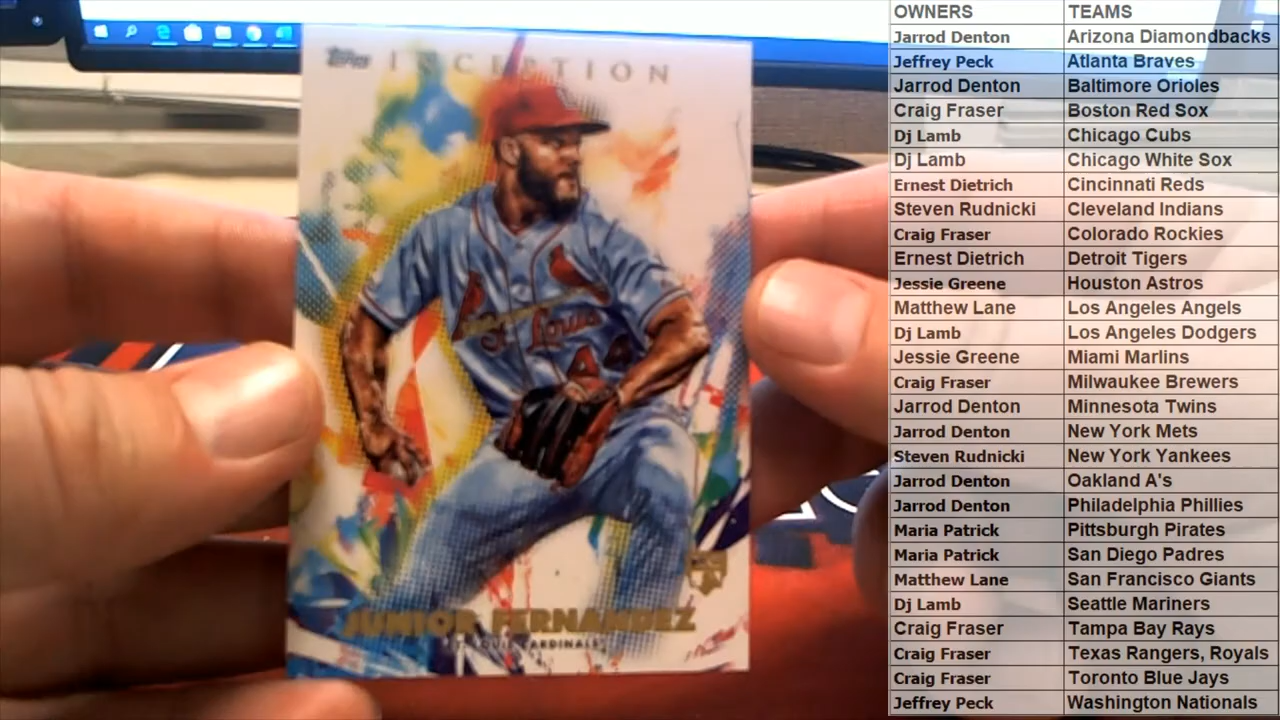 Topps INCEPTION
St. Louis
44
JUNIOR FERNANDEZ
ST. LOUIS CARDINALS
OWNERS TEAMS
Jarrod Denton Arizona Diamondbacks
Jeffrey Peck Atlanta Braves
Jarrod Denton Baltimore Orioles
Craig Fraser Boston Red Sox
Dj Lamb Chicago Cubs
Dj Lamb Chicago White Sox
Ernest Dietrich Cincinnati Reds
Steven Rudnicki Cleveland Indians
Craig Fraser Colorado Rockies
Ernest Dietrich Detroit Tigers
Jessie Greene Houston Astros
Matthew Lane Los Angeles Angels
Dj Lamb Los Angeles Dodgers
Jessie Greene Miami Marlins
Craig Fraser Milwaukee Brewers
Jarrod Denton Minnesota Twins
Jarrod Denton New York Mets
Steven Rudnicki New York Yankees
Jarrod Denton Oakland A's
Jarrod Denton Philadelphia Phillies
Maria Patrick Pittsburgh Pirates
Maria Patrick San Diego Padres
Matthew Lane San Francisco Giants
Dj Lamb Seattle Mariners
Craig Fraser Tampa Bay Rays
Craig Fraser Texas Rangers, Royals
Craig Fraser Toronto Blue Jays
Jeffrey Peck Washington Nationals